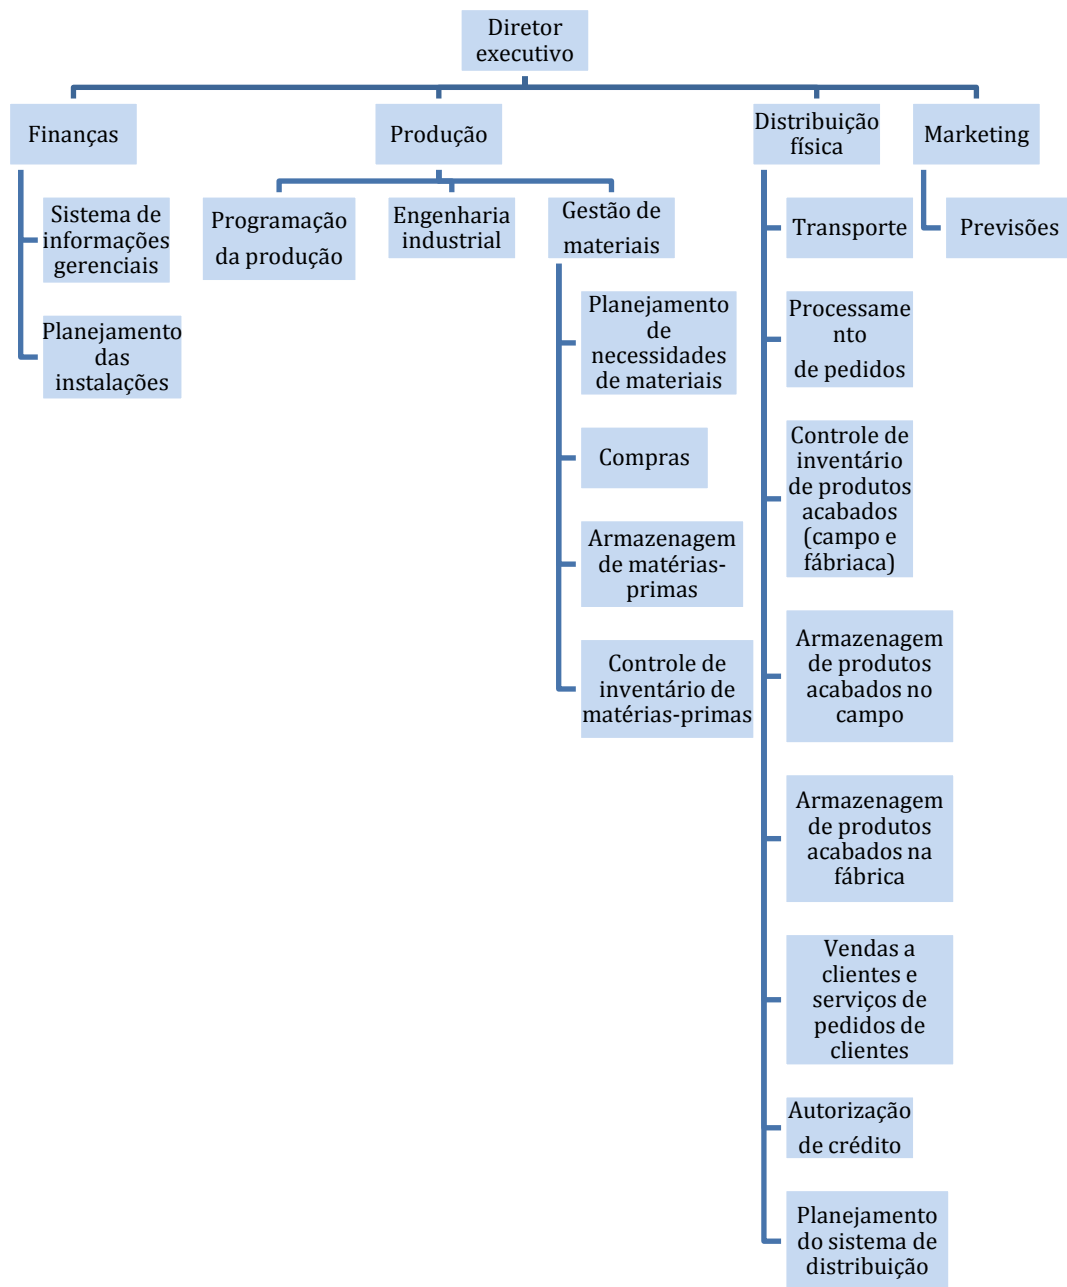 Diretor
executivo
Finanças
Produção
Distribuição
física
Marketing
Sistema de
informações
gerenciais
Planejamento
das
instalações
Programação
da produção
Engenharia
industrial
Gestão de
materiais
Planejamento
de
necessidades
de materiais
Compras
Armazenagem
de matérias-
primas
Controle de
inventário de
matérias-primas
Transporte
Processame
nto
de pedidos
Controle de
inventário
de produtos
acabados
(campo e
fábriaca)
Armazenagem
de produtos
acabados no
campo
Armazenagem
de produtos
acabados na
fábrica
Vendas a
clientes e
serviços de
pedidos de
clientes
Autorização
de crédito
Planejamento
do sistema de
distribuição
Previsões